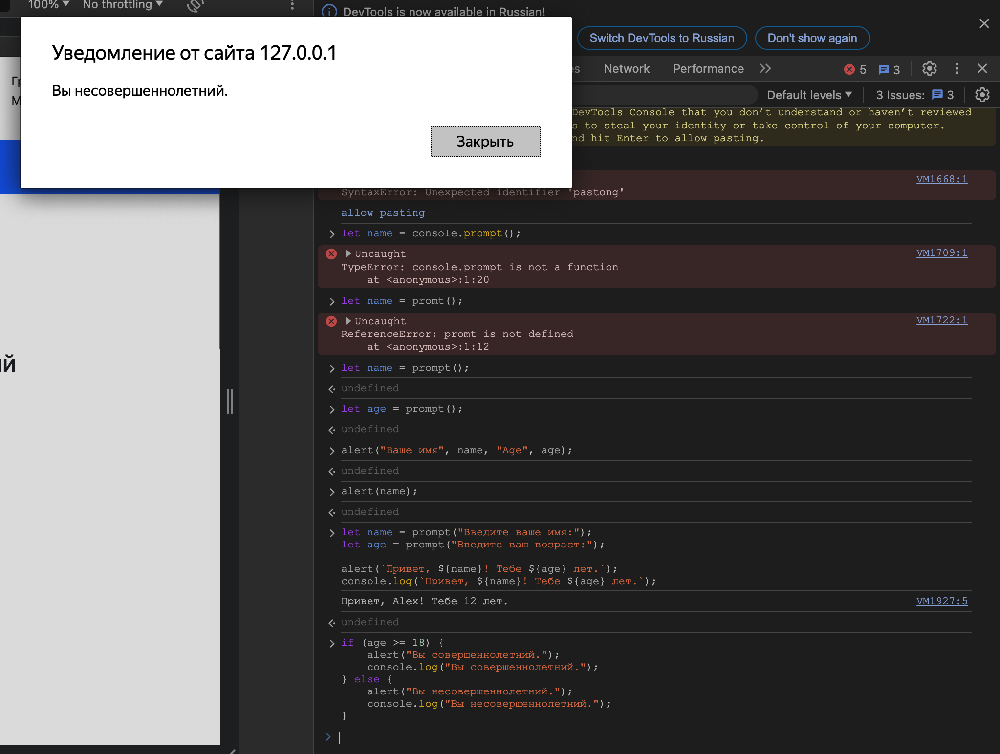 100%
No throttling
DevTools is now available in Russian!
Switch DevTools to Russian
Don't show again
Уведомление от сайта 127.0.0.1
Вы несовершеннолетний.
Закрыть
Network
Performance
5
3
Default levels
3 Issues:
3
DevTools Console that you don’t understand or haven’t reviewed
s to steal your identity or take control of your computer.
nd hit Enter to allow pasting.
VM1668:1
SyntaxError: Unexpected identifier 'pastong'
allow pasting
let name = console.prompt();
Uncaught
VM1709:1
TypeError: console.prompt is not a function
at <anonymous>:1:20
let name = promt();
Uncaught
VM1722:1
ReferenceError: promt is not defined
at <anonymous>:1:12
ий
let name = prompt();
undefined
let age = prompt();
undefined
alert("Ваше имя", name, "Age", age);
undefined
alert(name);
undefined
let name = prompt("Введите ваше имя:");
let age = prompt("Введите ваш возраст:");
alert(`Привет, ${name}! Тебе ${age} лет.`);
console.log(`Привет, ${name}! Тебе ${age} лет.`);
Привет, Alex! Тебе 12 лет.
VM1927:5
undefined
if (age >= 18) {
alert("Вы совершеннолетний.");
console.log("Вы совершеннолетний.");
} else {
alert("Вы несовершеннолетний.");
console.log("Вы несовершеннолетний.");
}